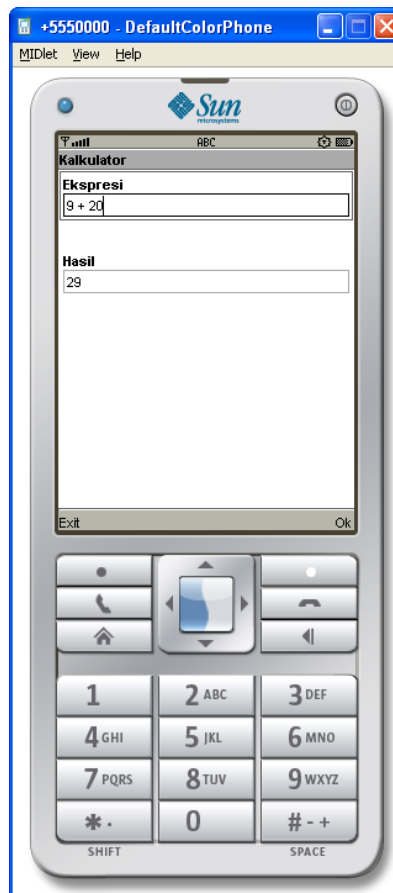 +5550000 - DefaultColorPhone
MIDlet View Help
Sun
microsystems
ABC
Kalkulator
Ekspresi
9 + 20
Hasil
29
Exit Ok
1 2 ABC 3 DEF
4 GHI 5 JKL 6 MNO
7 PQRS 8 TUV 9 WXYZ
* . 0 # - +
SHIFT SPACE